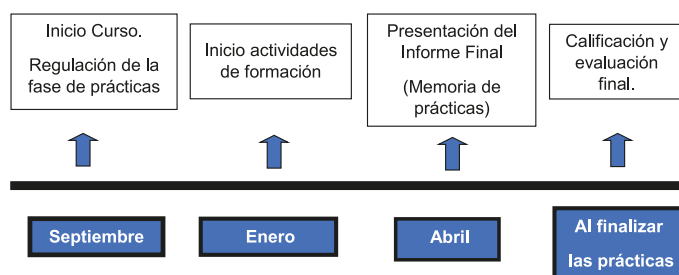 Inicio Curso.
Regulación de la
fase de prácticas
Inicio actividades
de formación
Presentación del
Informe Final
(Memoria de
prácticas)
Calificación y
evaluación
final.
Septiembre
Enero
Abril
Al finalizar
las prácticas